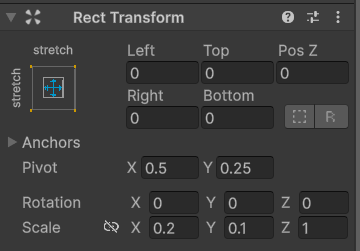 Rect Transform
stretch
stretch
Left Top Pos Z
0 0 0
Right Bottom
0 0 R
Anchors
Pivot X 0.5 Y 0.25
Rotation X 0 Y 0 Z 0
Scale X 0.2 Y 0.1 Z 1